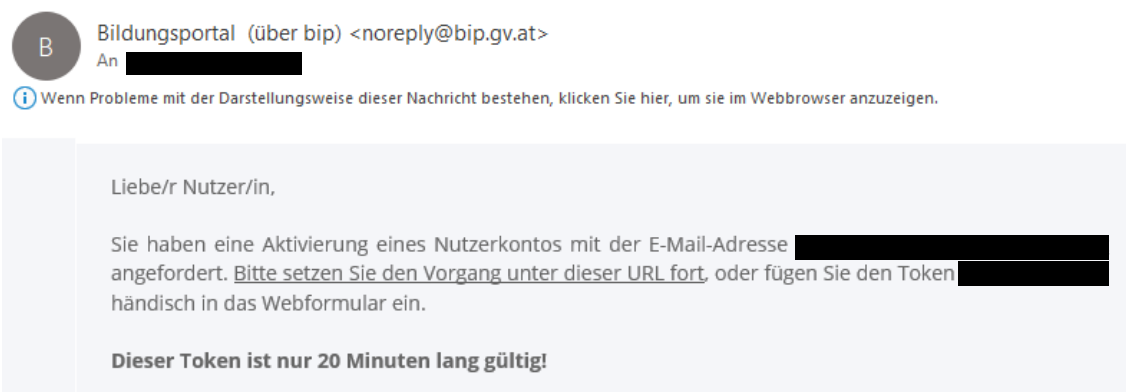 B
Bildungsportal (über bip) <noreply@bip.gv.at>
An
i Wenn Probleme mit der Darstellungsweise dieser Nachricht bestehen, klicken Sie hier, um sie im Webbrowser anzuzeigen.
Liebe/r Nutzer/in,
Sie haben eine Aktivierung eines Nutzerkontos mit der E-Mail-Adresse
angefordert. Bitte setzen Sie den Vorgang unter dieser URL fort, oder fügen Sie den Token
händisch in das Webformular ein.
Dieser Token ist nur 20 Minuten lang gültig!